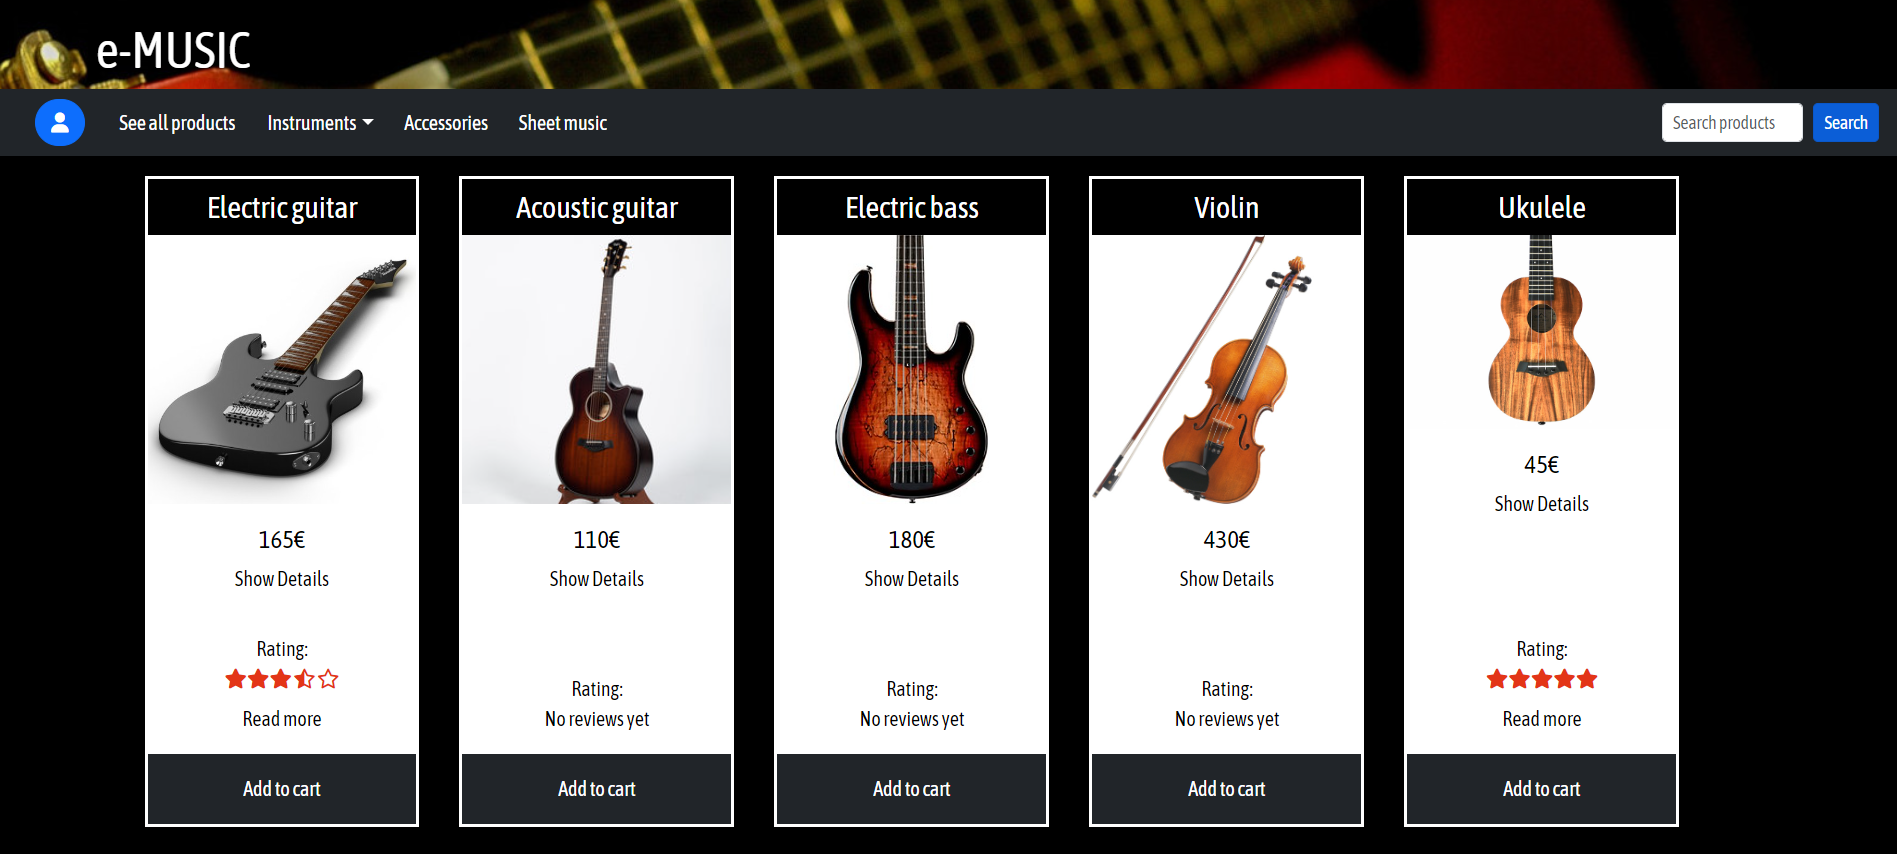 e-MUSIC
See all products Instruments Accessories Sheet music Search products Search
Electric guitar
165€
Show Details
Rating:
Read more
Add to cart
Acoustic guitar
110€
Show Details
Rating:
No reviews yet
Add to cart
Electric bass
180€
Show Details
Rating:
No reviews yet
Add to cart
Violin
430€
Show Details
Rating:
No reviews yet
Add to cart
Ukulele
45€
Show Details
Rating:
Read more
Add to cart